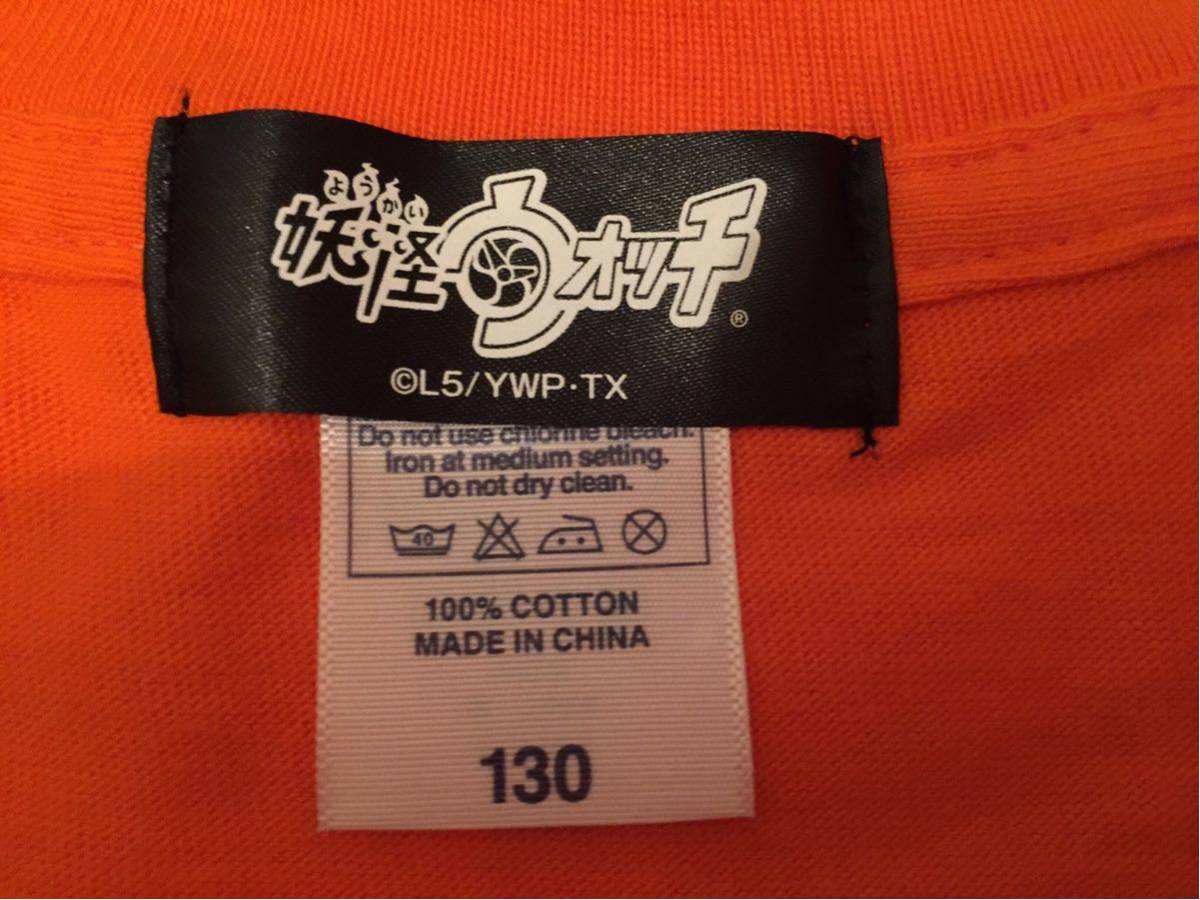 ようかい
妖怪ウォッチ
®
©L5/YWP・TX
Do not use chlorine bleach.
Iron at medium setting.
Do not dry clean.
40
100% COTTON
MADE IN CHINA
130